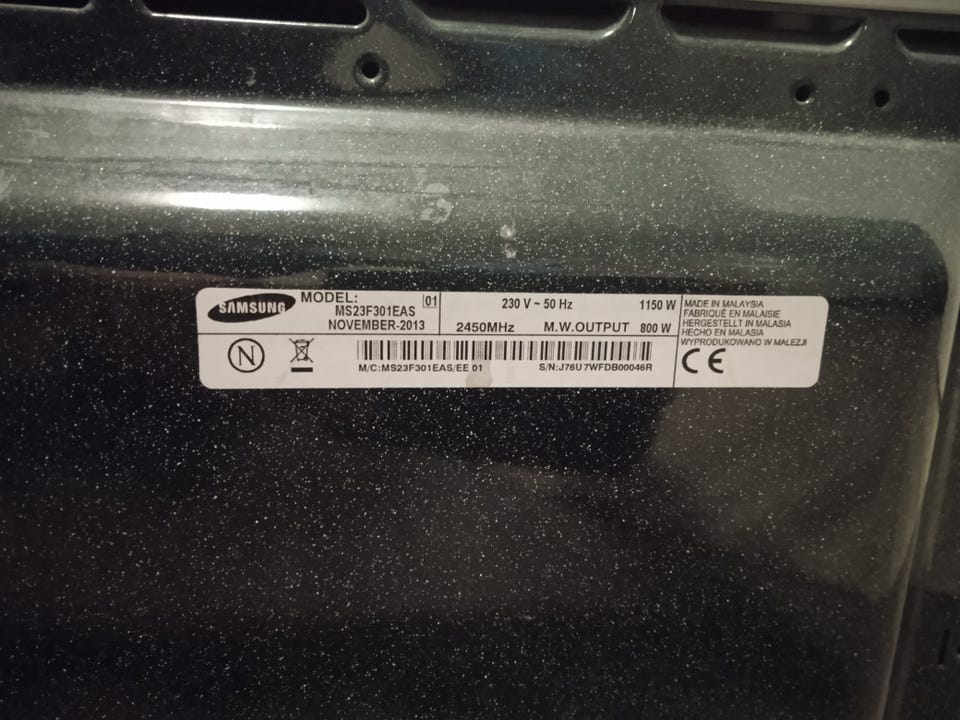 SAMSUNG
MODEL: 01
MS23F301EAS
NOVEMBER-2013
230 V ~ 50 Hz 1150 W
2450MHz M.W.OUTPUT 800 W
MADE IN MALAYSIA
FABRIQUÉ EN MALAISIE
HERGESTELLT IN MALASIA
HECHO EN MALASIA
WYPRODUKOWANO W MALEZJI
N
M/C:MS23F301EAS/EE 01 S/N:J76U7WFDB00046R
CE